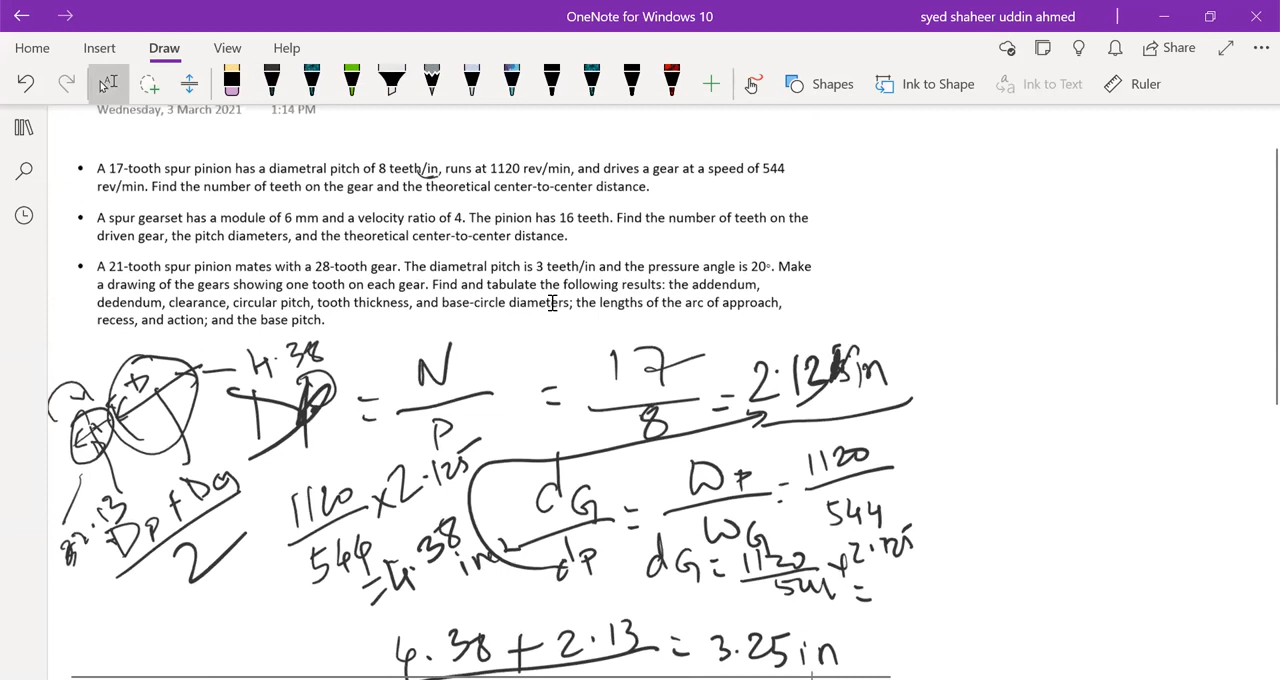 OneNote for Windows 10
syed shaheer uddin ahmed
Home Insert Draw View Help
Share
Shapes Ink to Shape Ink to Text Ruler
Wednesday, 3 March 2021 1:14 PM
• A 17-tooth spur pinion has a diametral pitch of 8 teeth/in, runs at 1120 rev/min, and drives a gear at a speed of 544
rev/min. Find the number of teeth on the gear and the theoretical center-to-center distance.
• A spur gearset has a module of 6 mm and a velocity ratio of 4. The pinion has 16 teeth. Find the number of teeth on the
driven gear, the pitch diameters, and the theoretical center-to-center distance.
• A 21-tooth spur pinion mates with a 28-tooth gear. The diametral pitch is 3 teeth/in and the pressure angle is 20◦. Make
a drawing of the gears showing one tooth on each gear. Find and tabulate the following results: the addendum,
dedendum, clearance, circular pitch, tooth thickness, and base-circle diameters; the lengths of the arc of approach,
recess, and action; and the base pitch.
4.38
Dp = N / P = 17 / 8 = 2.13 in
2.13
Dp + DG / 2
1120 / 544 × 2.125
= 4.38 in
dG / dp = Wp / WG = 1120 / 544
dG = 1120 / 544 × 2.125 =
4.38 + 2.13 = 3.25 in